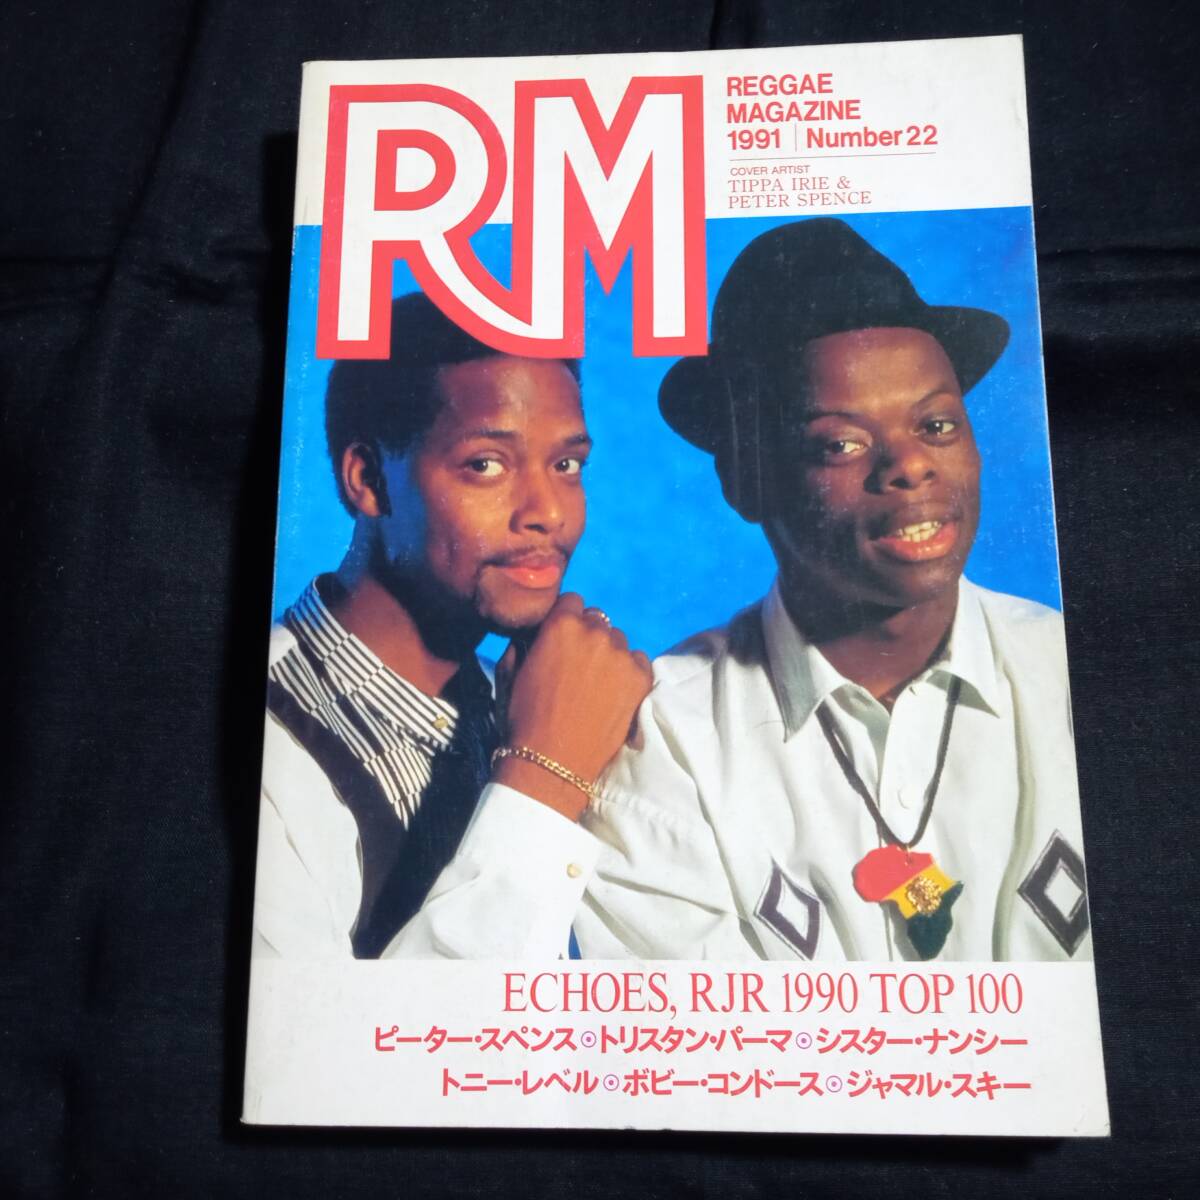 RM
REGGAE
MAGAZINE
1991 | Number 22
COVER ARTIST
TIPPA IRIE &
PETER SPENCE
ECHOES, RJR 1990 TOP 100
ピーター・スペンス◉トリスタン・パーマ◉シスター・ナンシー
トニー・レベル◉ボビー・コンドース◉ジャマル・スキー